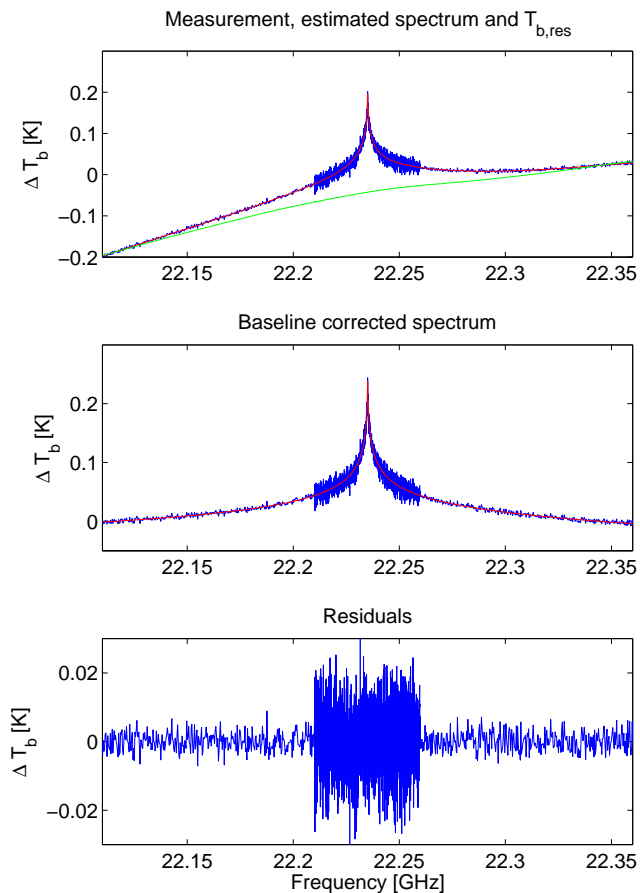 Measurement, estimated spectrum and T_b,res
Δ T_b [K]
0.2
0.1
0
−0.1
−0.2
22.15 22.2 22.25 22.3 22.35
Baseline corrected spectrum
Δ T_b [K]
0.2
0.1
0
22.15 22.2 22.25 22.3 22.35
Residuals
Δ T_b [K]
0.02
0
−0.02
22.15 22.2 22.25 22.3 22.35
Frequency [GHz]